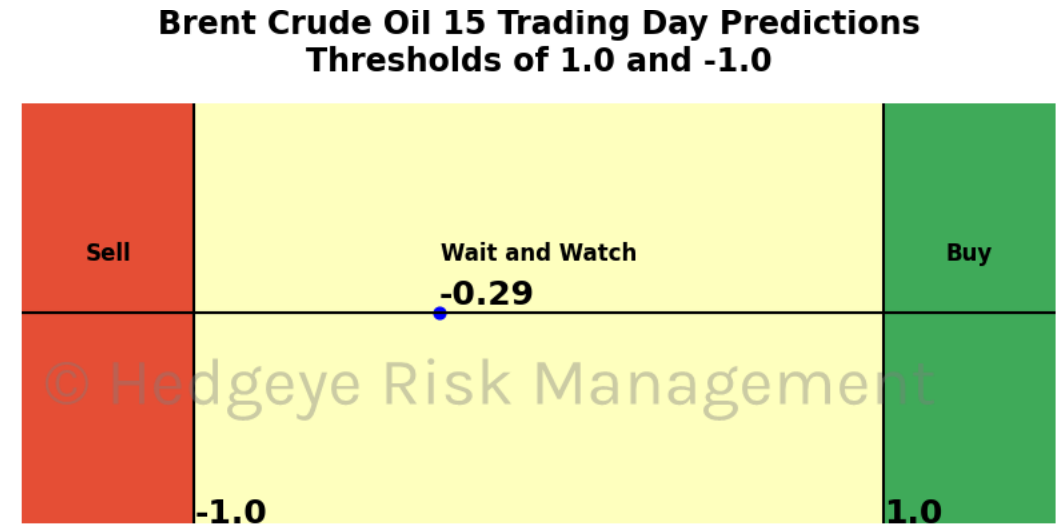 Brent Crude Oil 15 Trading Day Predictions
Thresholds of 1.0 and -1.0
Sell
Wait and Watch
Buy
-0.29
© Hedgeye Risk Management
-1.0
1.0